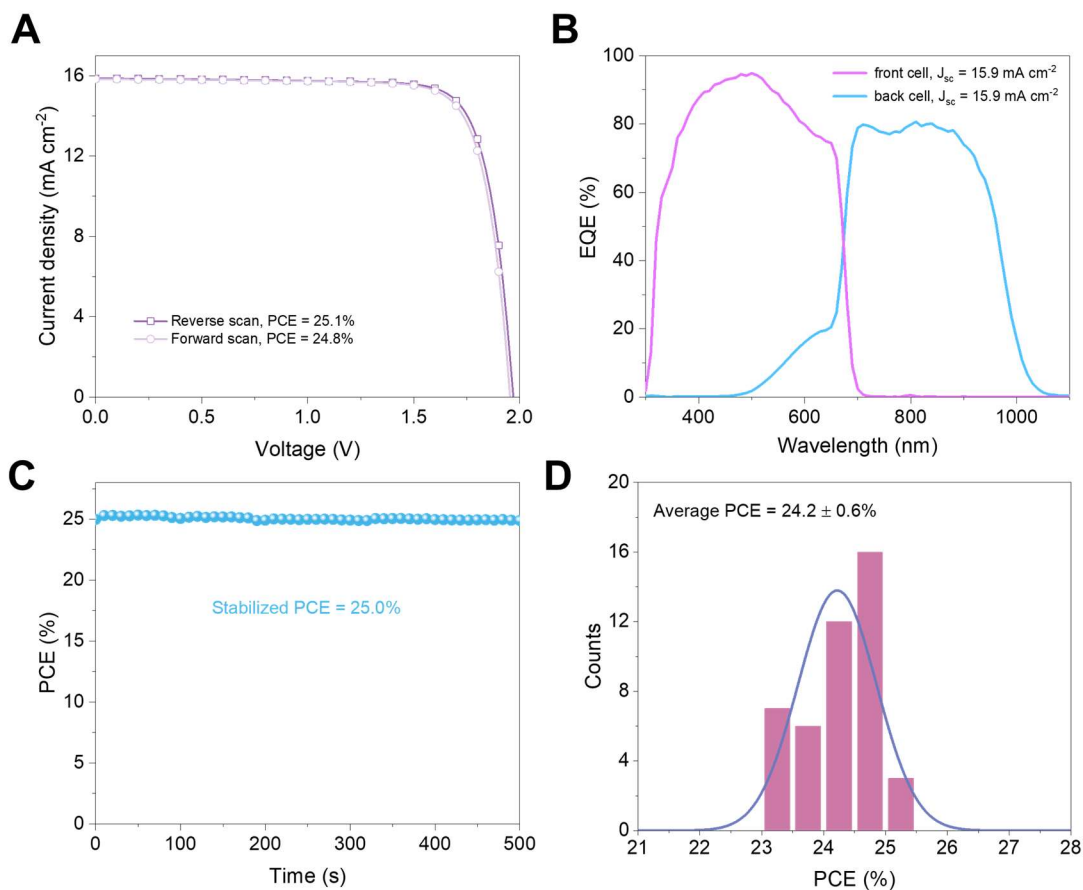 A
Current density (mA cm⁻²)
16
12
8
4
0
Reverse scan, PCE = 25.1%
Forward scan, PCE = 24.8%
0.0 0.5 1.0 1.5 2.0
Voltage (V)
B
EQE (%)
100
80
60
40
20
0
front cell, Jsc = 15.9 mA cm⁻²
back cell, Jsc = 15.9 mA cm⁻²
400 600 800 1000
Wavelength (nm)
C
PCE (%)
25
20
15
10
5
0
Stabilized PCE = 25.0%
0 100 200 300 400 500
Time (s)
D
Counts
20
16
12
8
4
0
Average PCE = 24.2 ± 0.6%
21 22 23 24 25 26 27 28
PCE (%)